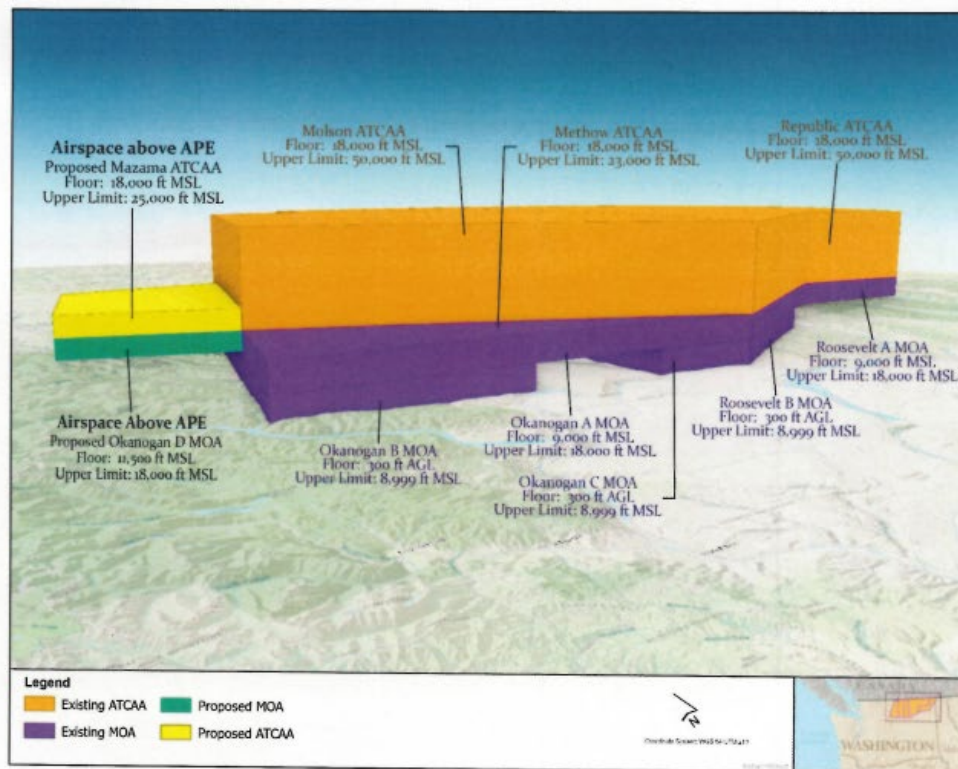 Airspace above APE
Proposed Mazama ATCAA
Floor: 18,000 ft MSL
Upper Limit: 25,000 ft MSL
Molson ATCAA
Floor: 18,000 ft MSL
Upper Limit: 50,000 ft MSL
Methow ATCAA
Floor: 18,000 ft MSL
Upper Limit: 23,000 ft MSL
Republic ATCAA
Floor: 18,000 ft MSL
Upper Limit: 50,000 ft MSL
Airspace Above APE
Proposed Okanogan D MOA
Floor: 11,500 ft MSL
Upper Limit: 18,000 ft MSL
Okanogan B MOA
Floor: 300 ft AGL
Upper Limit: 8,999 ft MSL
Okanogan A MOA
Floor: 9,000 ft MSL
Upper Limit: 18,000 ft MSL
Okanogan C MOA
Floor: 300 ft AGL
Upper Limit: 8,999 ft MSL
Roosevelt B MOA
Floor: 300 ft AGL
Upper Limit: 8,999 ft MSL
Roosevelt A MOA
Floor: 9,000 ft MSL
Upper Limit: 18,000 ft MSL
Legend
Existing ATCAA
Proposed MOA
Existing MOA
Proposed ATCAA
N
CANADA
WASHINGTON